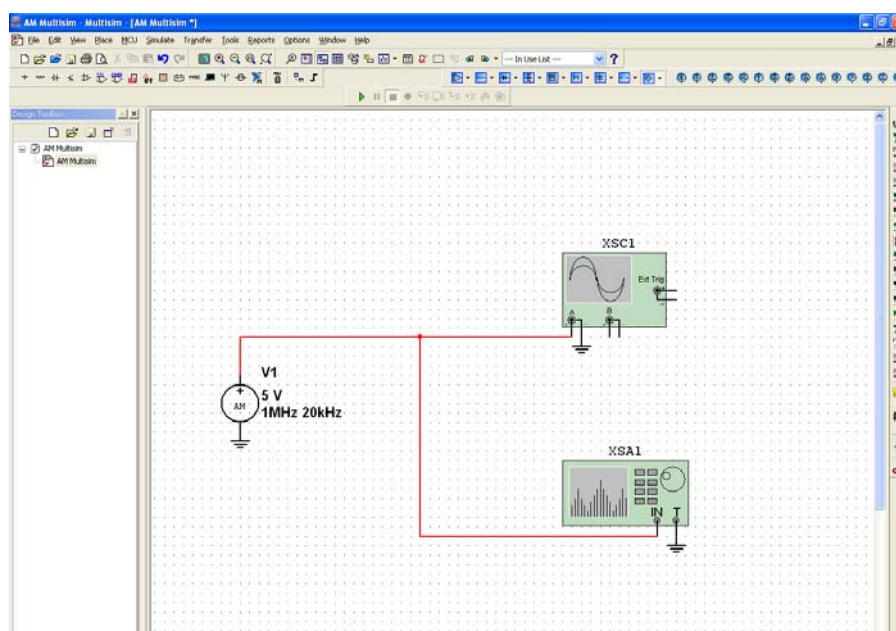 AM Multisim - Multisim - [AM Multisim *]
File Edit View Place MCU Simulate Transfer Tools Reports Options Window Help
--- In Use List ---
?
Design Toolbox
AM Multisim
AM Multisim
XSC1
Ext Trig
A B
V1
5 V
AM
1MHz 20kHz
XSA1
IN T